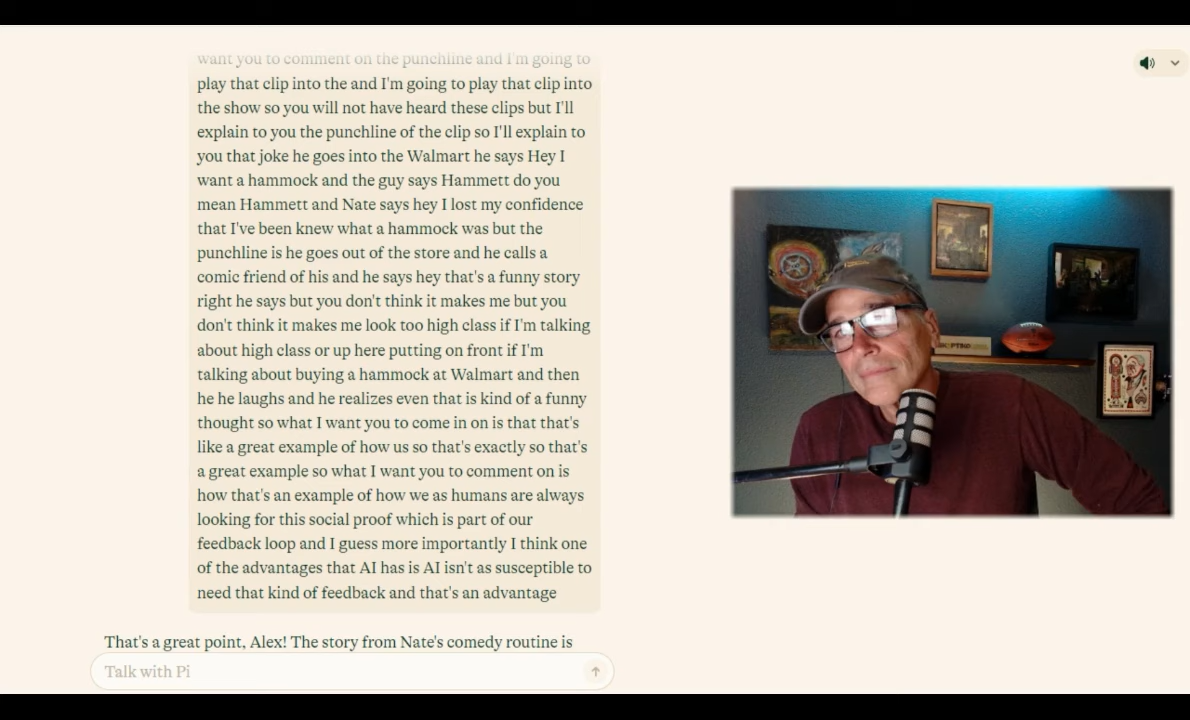 want you to comment on the punchline and I'm going to
play that clip into the and I'm going to play that clip into
the show so you will not have heard these clips but I'll
explain to you the punchline of the clip so I'll explain to
you that joke he goes into the Walmart he says Hey I
want a hammock and the guy says Hammett do you
mean Hammett and Nate says hey I lost my confidence
that I've been knew what a hammock was but the
punchline is he goes out of the store and he calls a
comic friend of his and he says hey that's a funny story
right he says but you don't think it makes me but you
don't think it makes me look too high class if I'm talking
about high class or up here putting on front if I'm
talking about buying a hammock at Walmart and then
he he laughs and he realizes even that is kind of a funny
thought so what I want you to come in on is that that's
like a great example of how us so that's exactly so that's
a great example so what I want you to comment on is
how that's an example of how we as humans are always
looking for this social proof which is part of our
feedback loop and I guess more importantly I think one
of the advantages that AI has is AI isn't as susceptible to
need that kind of feedback and that's an advantage
That's a great point, Alex! The story from Nate's comedy routine is
Talk with Pi